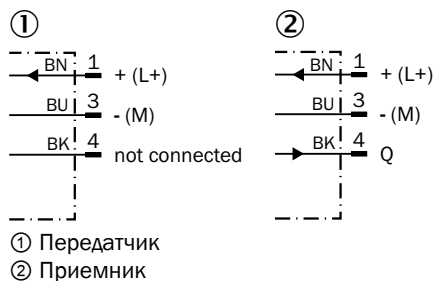 ①
BN 1 + (L+)
BU 3 - (M)
BK 4 not connected
②
BN 1 + (L+)
BU 3 - (M)
BK 4 Q
① Передатчик
② Приемник